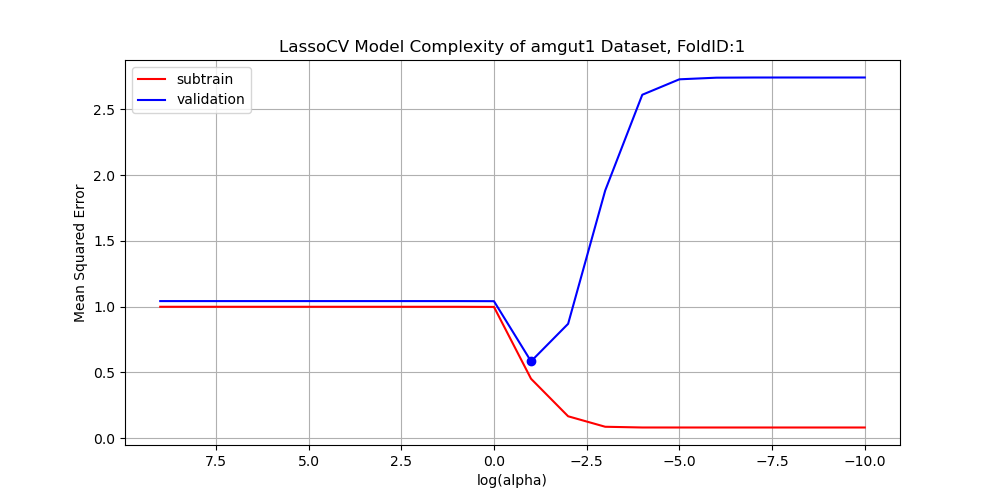 LassoCV Model Complexity of amgut1 Dataset, FoldID:1
subtrain
validation
Mean Squared Error
2.5
2.0
1.5
1.0
0.5
0.0
7.5 5.0 2.5 0.0 −2.5 −5.0 −7.5 −10.0
log(alpha)